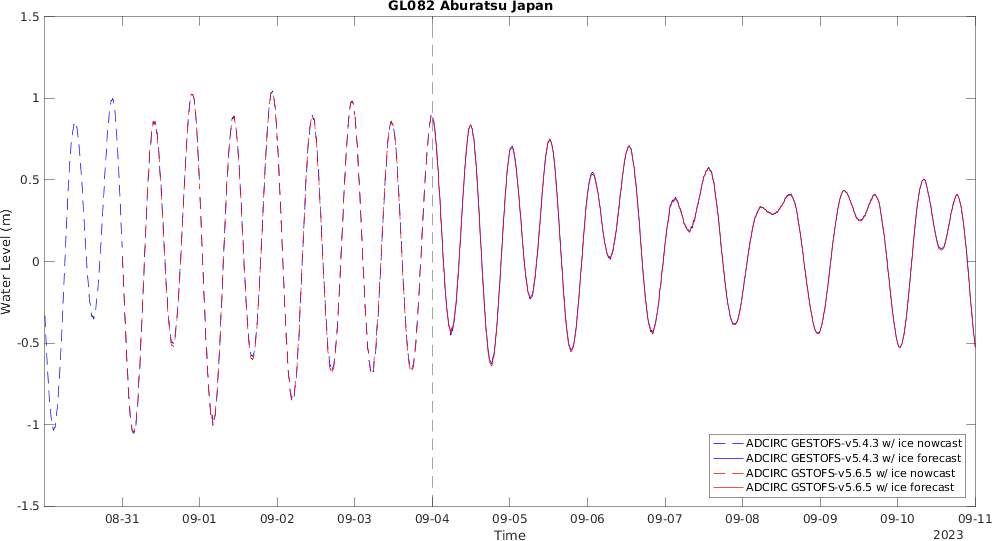 GL082 Aburatsu Japan
1.5
1
0.5
0
-0.5
-1
-1.5
Water Level (m)
08-31 09-01 09-02 09-03 09-04 09-05 09-06 09-07 09-08 09-09 09-10 09-11
Time
2023
ADCIRC GESTOFS-v5.4.3 w/ ice nowcast
ADCIRC GESTOFS-v5.4.3 w/ ice forecast
ADCIRC GSTOFS-v5.6.5 w/ ice nowcast
ADCIRC GSTOFS-v5.6.5 w/ ice forecast